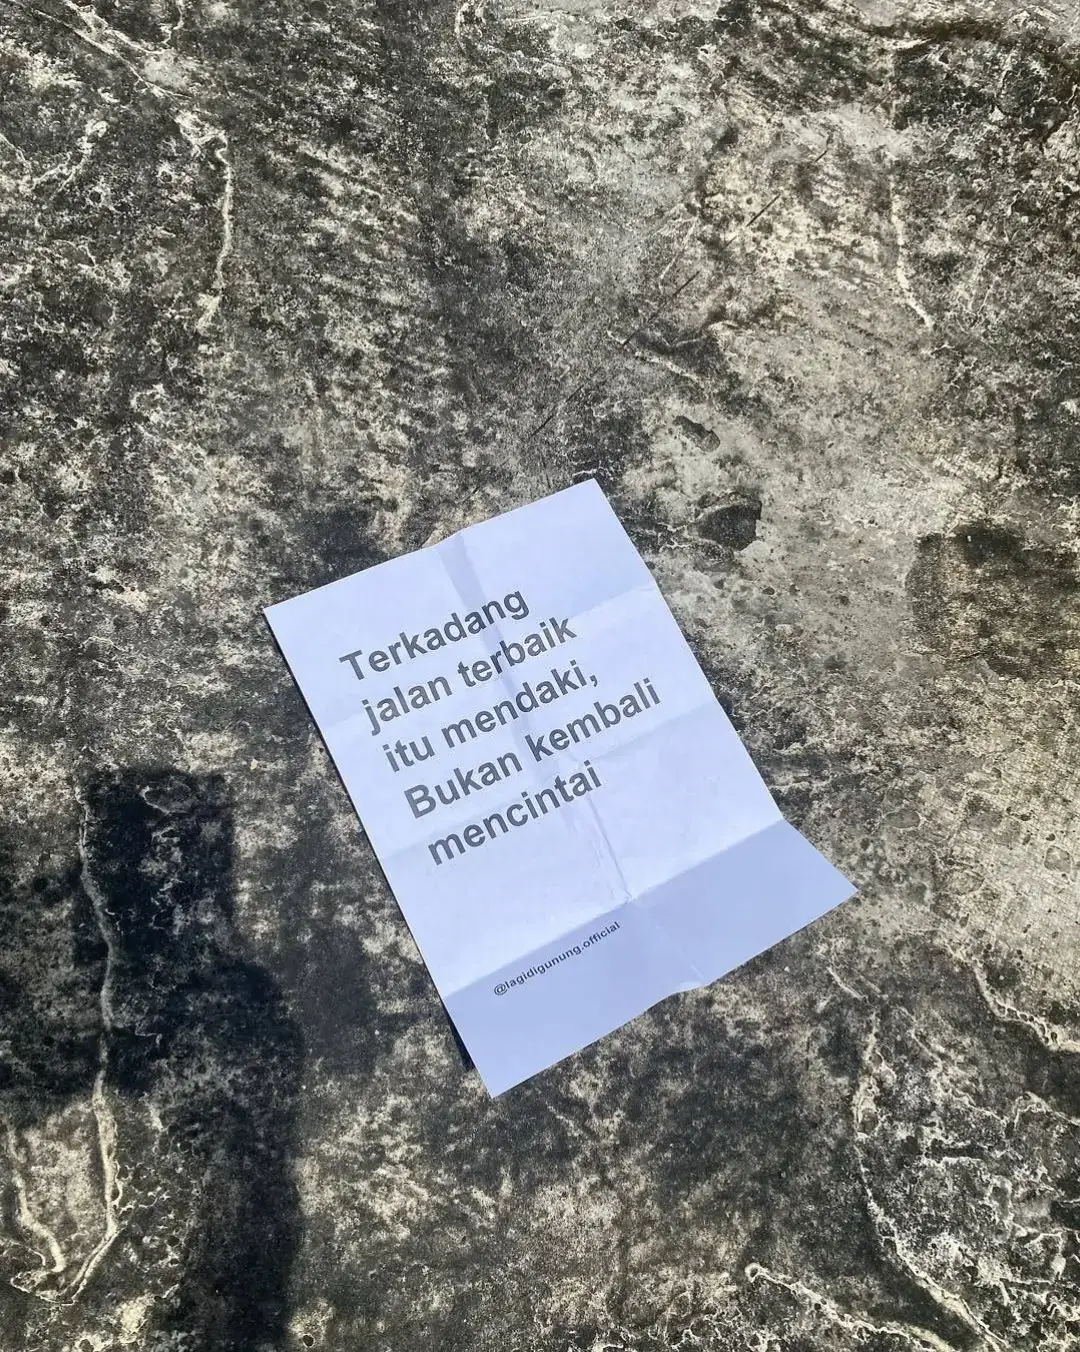 Terkadang
jalan terbaik
itu mendaki,
Bukan kembali
mencintai
@lagidigunung.official